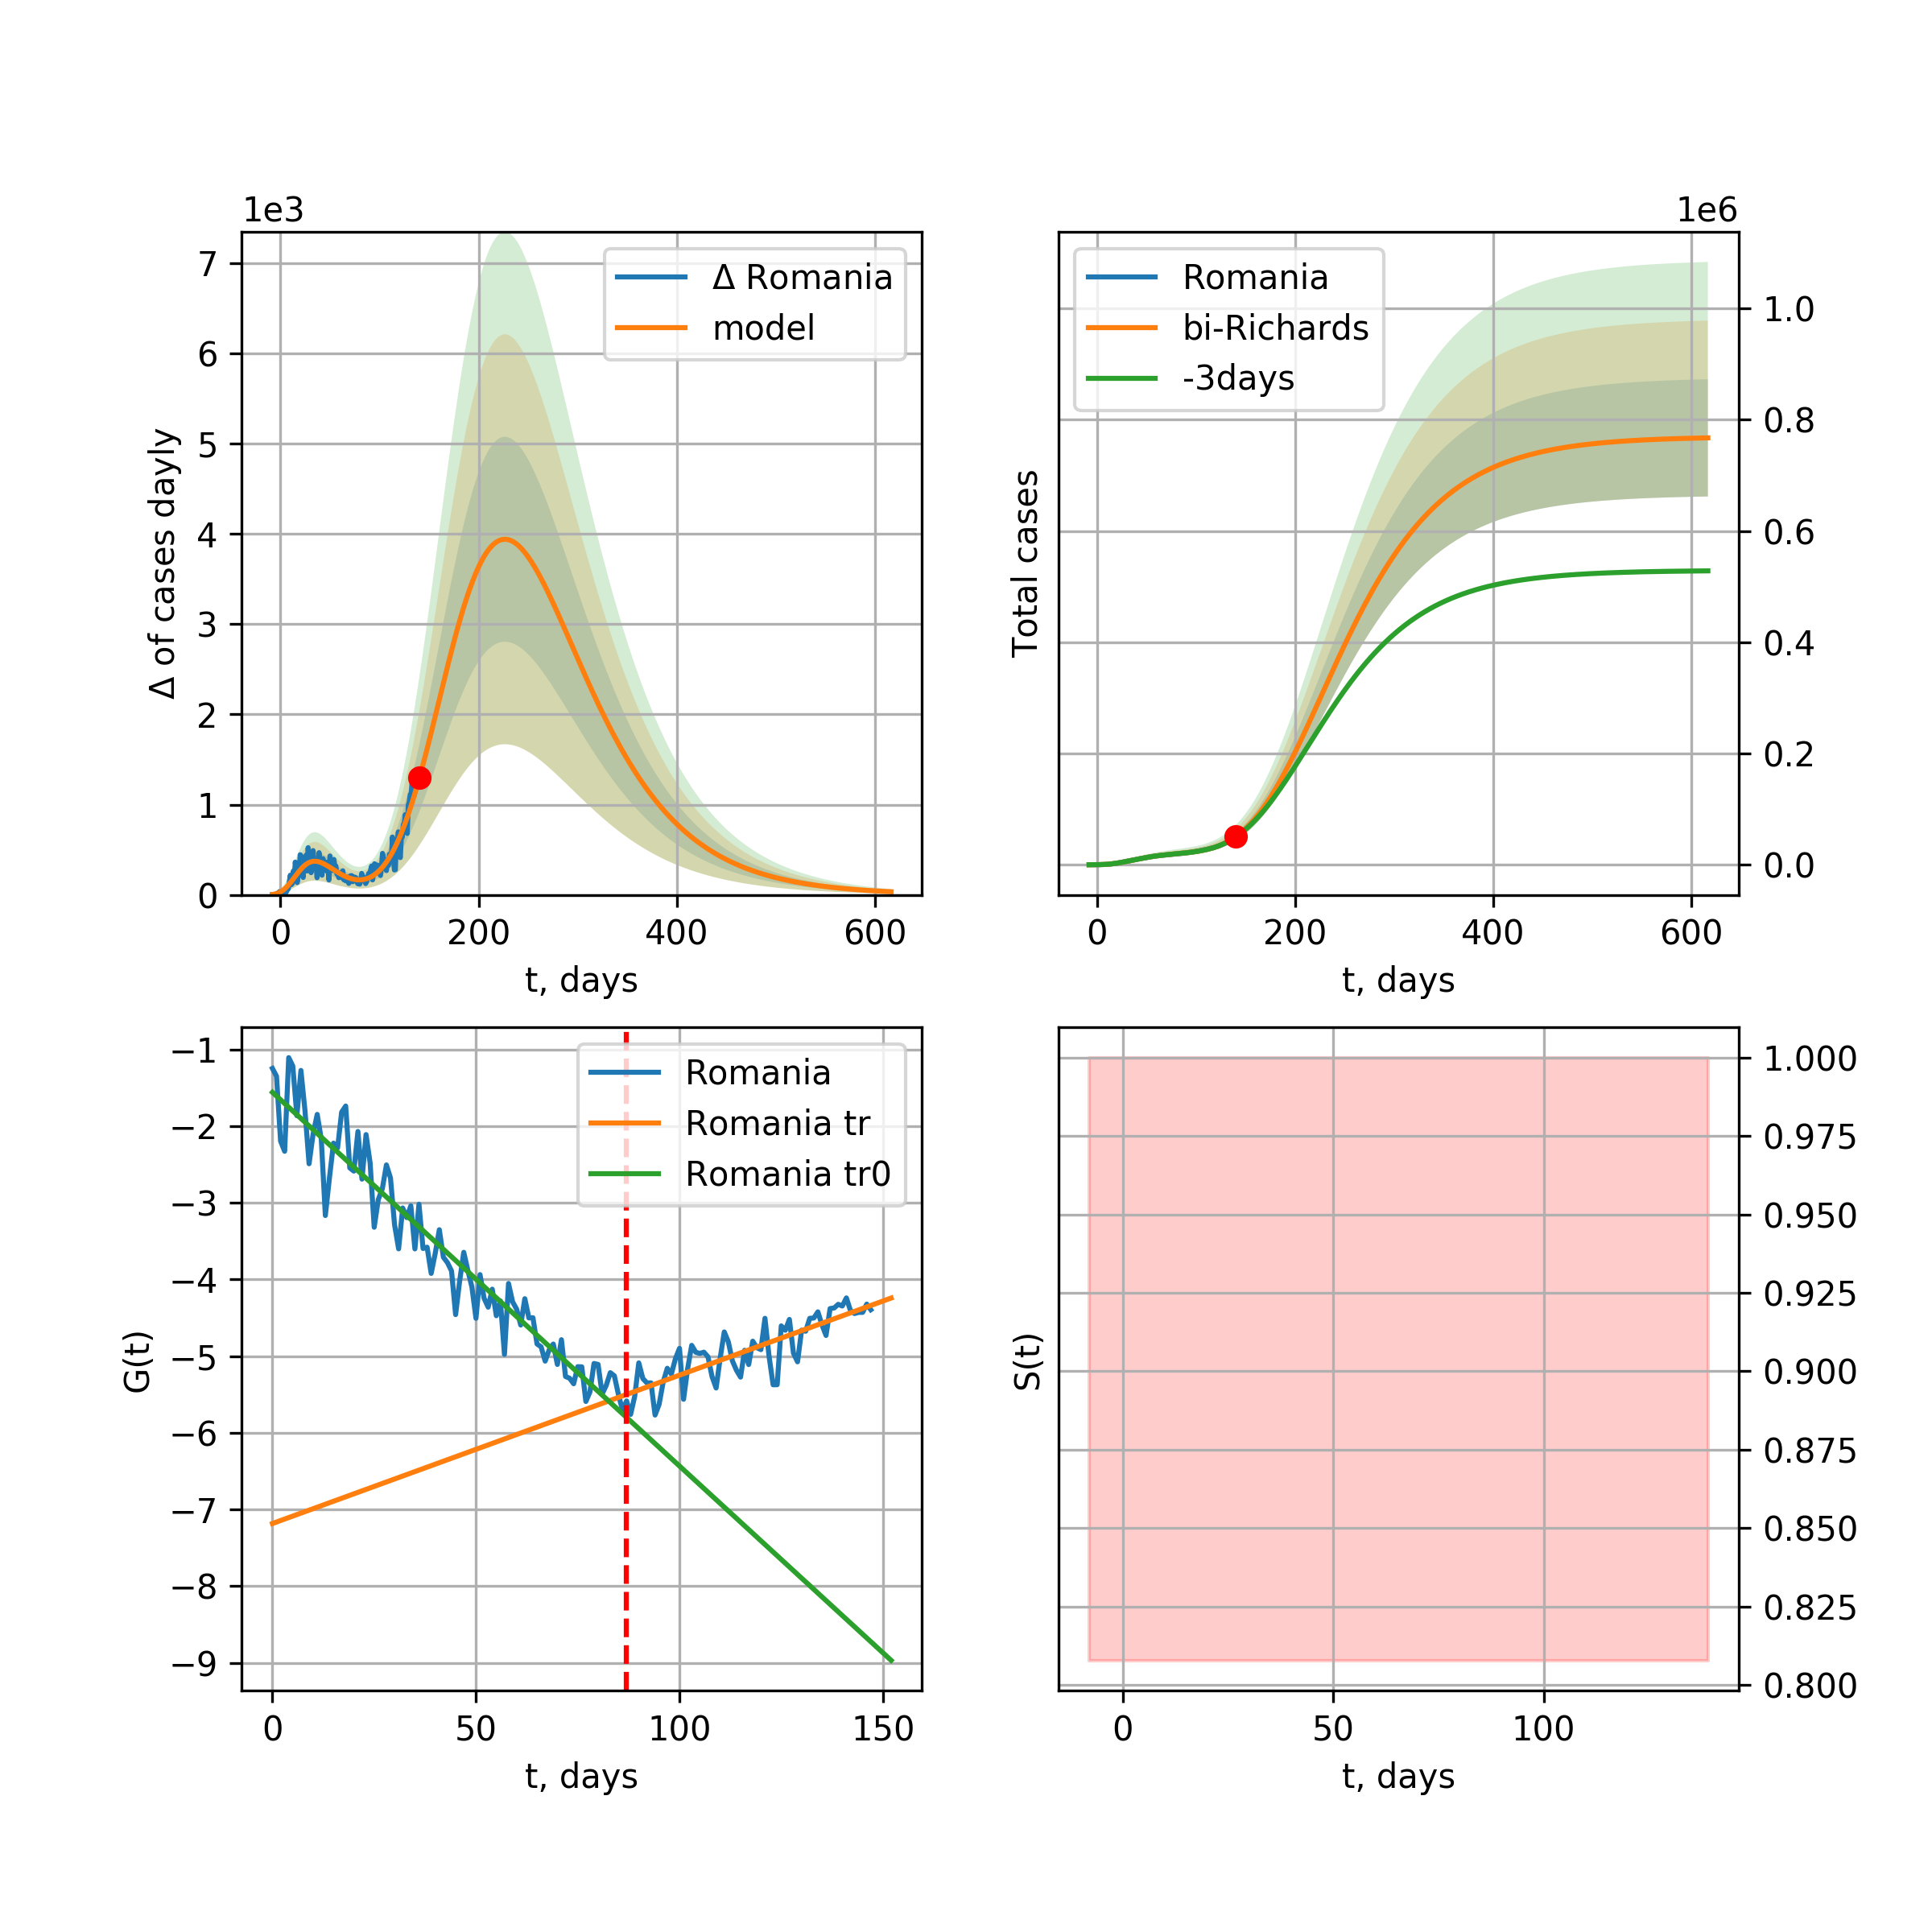 1e3
7
6
5
4
3
2
1
0
Δ of cases dayly
Δ Romania
model
0 200 400 600
t, days
1e6
Romania
bi-Richards
-3days
Total cases
1.0
0.8
0.6
0.4
0.2
0.0
0 200 400 600
t, days
−1
−2
−3
−4
−5
−6
−7
−8
−9
G(t)
Romania
Romania tr
Romania tr0
0 50 100 150
t, days
S(t)
1.000
0.975
0.950
0.925
0.900
0.875
0.850
0.825
0.800
0 50 100
t, days